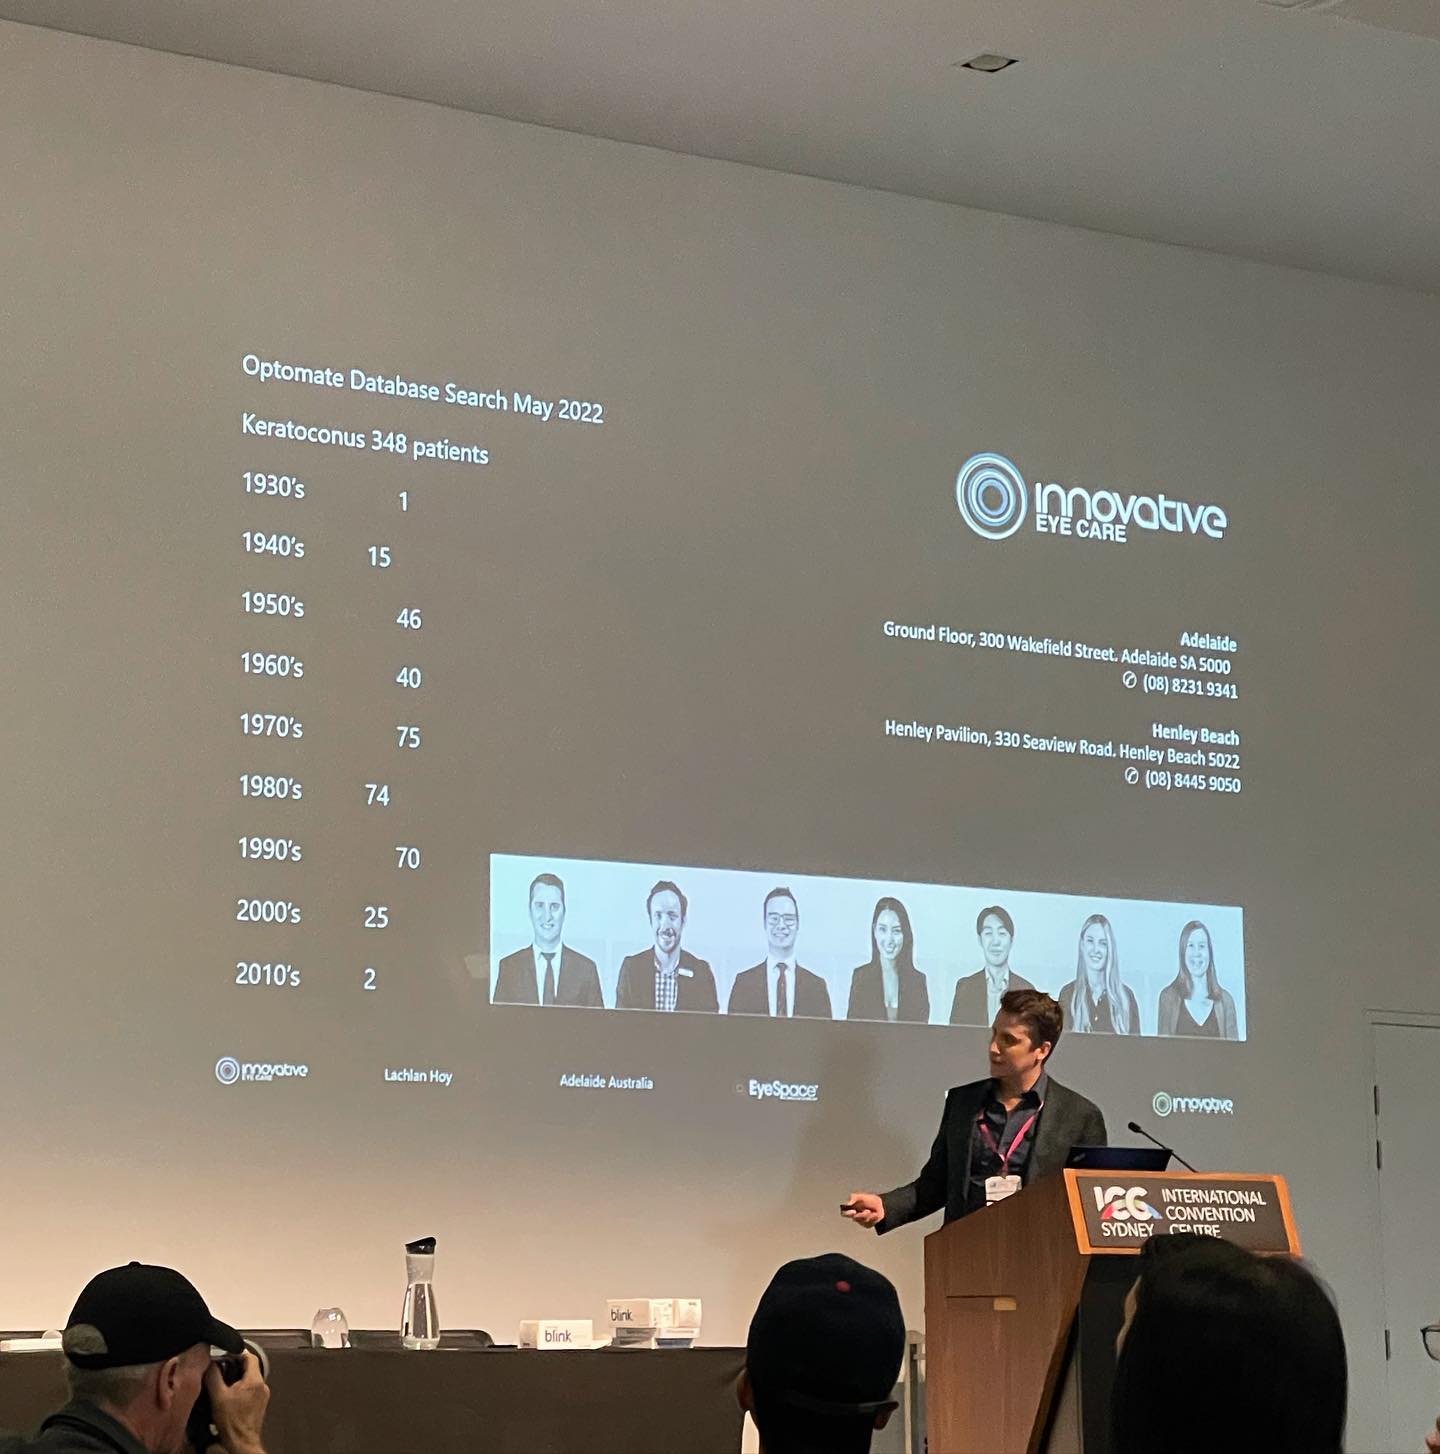 Optomate Database Search May 2022
Keratoconus 348 patients
1930's 1
1940's 15
1950's 46
1960's 40
1970's 75
1980's 74
1990's 70
2000's 25
2010's 2
innovative
EYE CARE
Adelaide
Ground Floor, 300 Wakefield Street. Adelaide SA 5000
✆ (08) 8231 9341
Henley Beach
Henley Pavilion, 330 Seaview Road. Henley Beach 5022
✆ (08) 8445 9050
innovative
EYE CARE
Lachlan Hoy
Adelaide Australia
EyeSpace
innovative
ICC
SYDNEY
INTERNATIONAL
CONVENTION
CENTRE
blink
blink